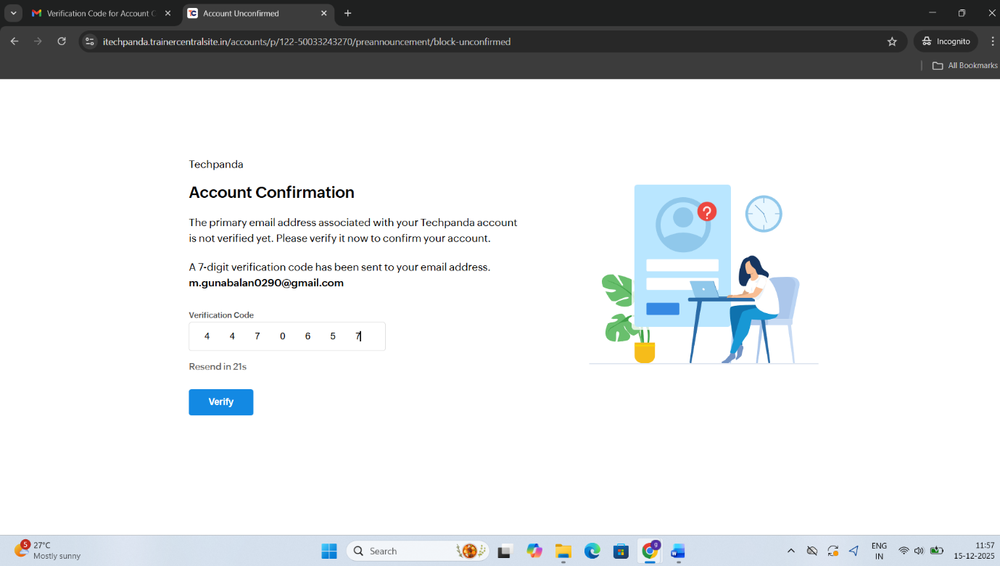 Verification Code for Account C
Account Unconfirmed
itechpanda.trainercentralsite.in/accounts/p/122-50033243270/preannouncement/block-unconfirmed
Incognito
All Bookmarks
Techpanda
Account Confirmation
The primary email address associated with your Techpanda account
is not verified yet. Please verify it now to confirm your account.
A 7-digit verification code has been sent to your email address.
m.gunabalan0290@gmail.com
Verification Code
4 4 7 0 6 5 7
Resend in 21s
Verify
?
5
27°C
Mostly sunny
Search
g
W
ENG
IN
11:57
15-12-2025